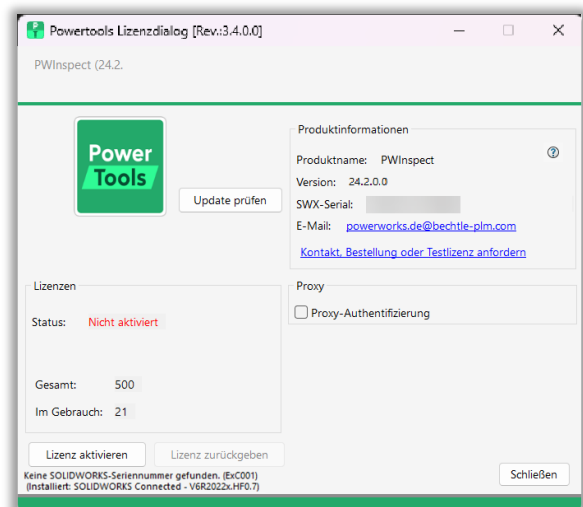 Powertools Lizenzdialog [Rev.:3.4.0.0]
PWInspect (24.2.
Power
Tools
Update prüfen
Produktinformationen
Produktname: PWInspect
Version: 24.2.0.0
SWX-Serial:
E-Mail: powerworks.de@bechtle-plm.com
Kontakt, Bestellung oder Testlizenz anfordern
Lizenzen
Status: Nicht aktiviert
Gesamt: 500
Im Gebrauch: 21
Proxy
Proxy-Authentifizierung
Lizenz aktivieren
Lizenz zurückgeben
Keine SOLIDWORKS-Seriennummer gefunden. (ExC001)
(Installiert: SOLIDWORKS Connected - V6R2022x.HF0.7)
Schließen